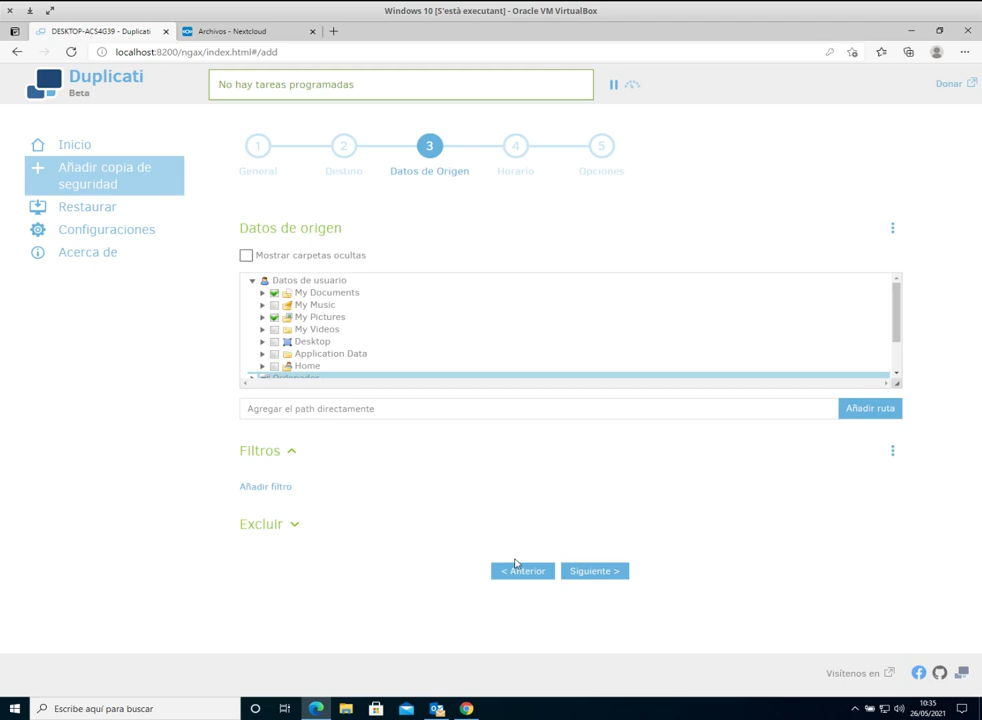 Windows 10 [S'està executant] - Oracle VM VirtualBox
DESKTOP-AC54G39 - Duplicati
Archivos - Nextcloud
localhost:8200/ngax/index.html#/add
Duplicati
Beta
No hay tareas programadas
Donar
Inicio
Añadir copia de seguridad
Restaurar
Configuraciones
Acerca de
1 2 3 4 5
General Destino Datos de Origen Horario Opciones
Datos de origen
Mostrar carpetas ocultas
Datos de usuario
My Documents
My Music
My Pictures
My Videos
Desktop
Application Data
Home
Ordenador
Agregar el path directamente
Añadir ruta
Filtros
Añadir filtro
Excluir
< Anterior
Siguiente >
Visítenos en
Escribe aquí para buscar
10:35
26/05/2021